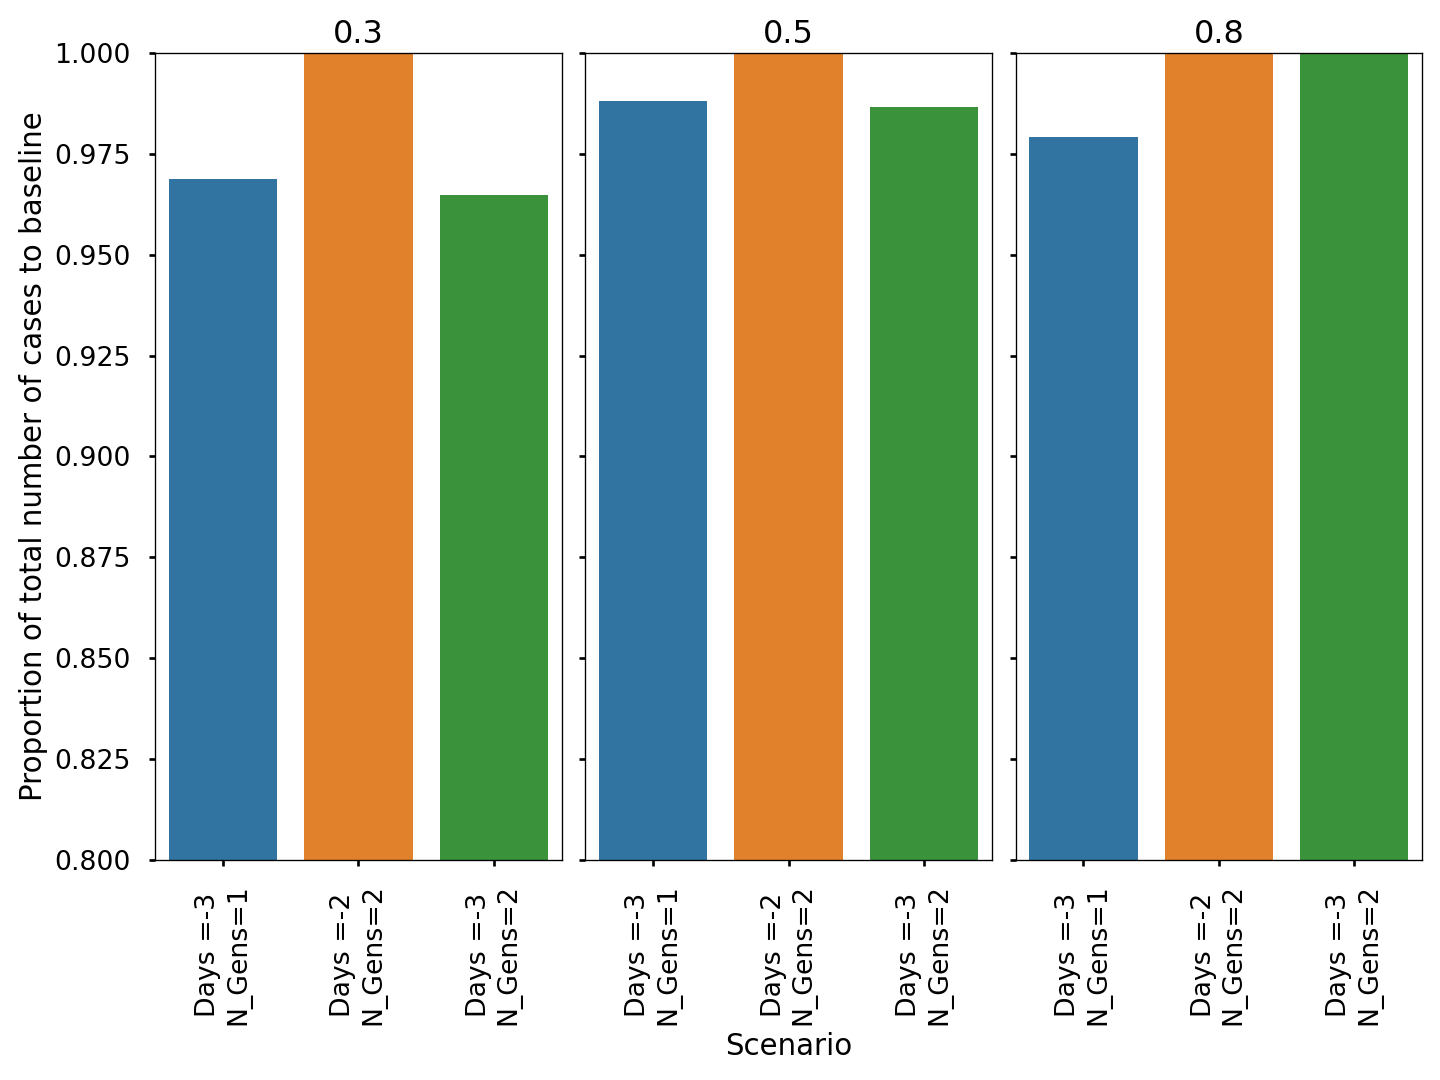 0.3
0.5
0.8
1.000
0.975
0.950
0.925
0.900
0.875
0.850
0.825
0.800
Proportion of total number of cases to baseline
Days =-3
N_Gens=1
Days =-2
N_Gens=2
Days =-3
N_Gens=2
Days =-3
N_Gens=1
Days =-2
N_Gens=2
Days =-3
N_Gens=2
Days =-3
N_Gens=1
Days =-2
N_Gens=2
Days =-3
N_Gens=2
Scenario